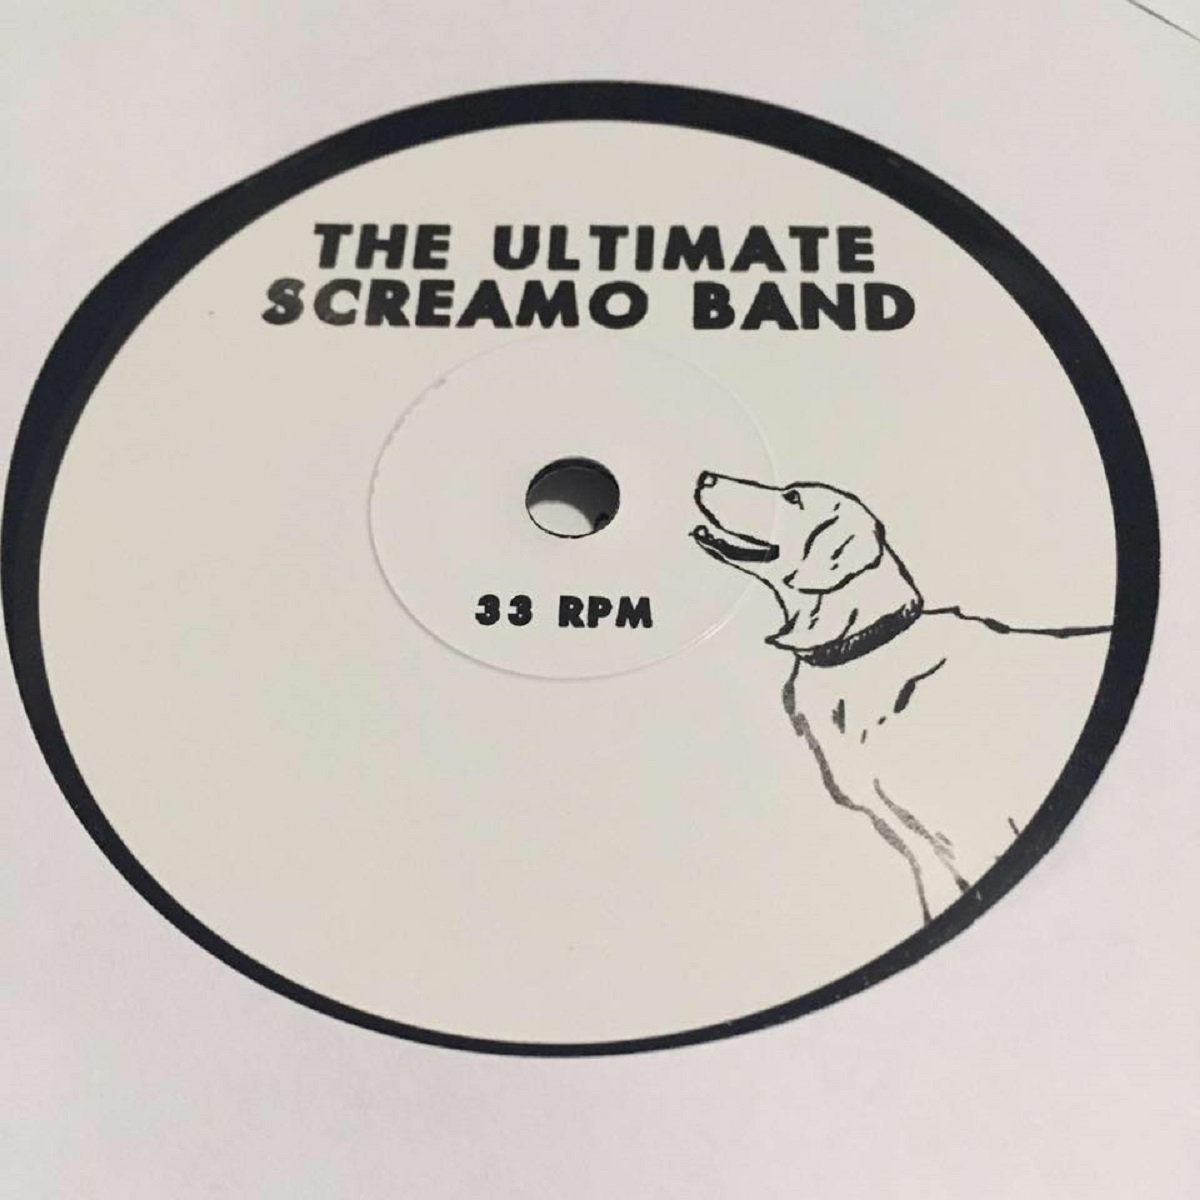 THE ULTIMATE
SCREAMO BAND
33 RPM